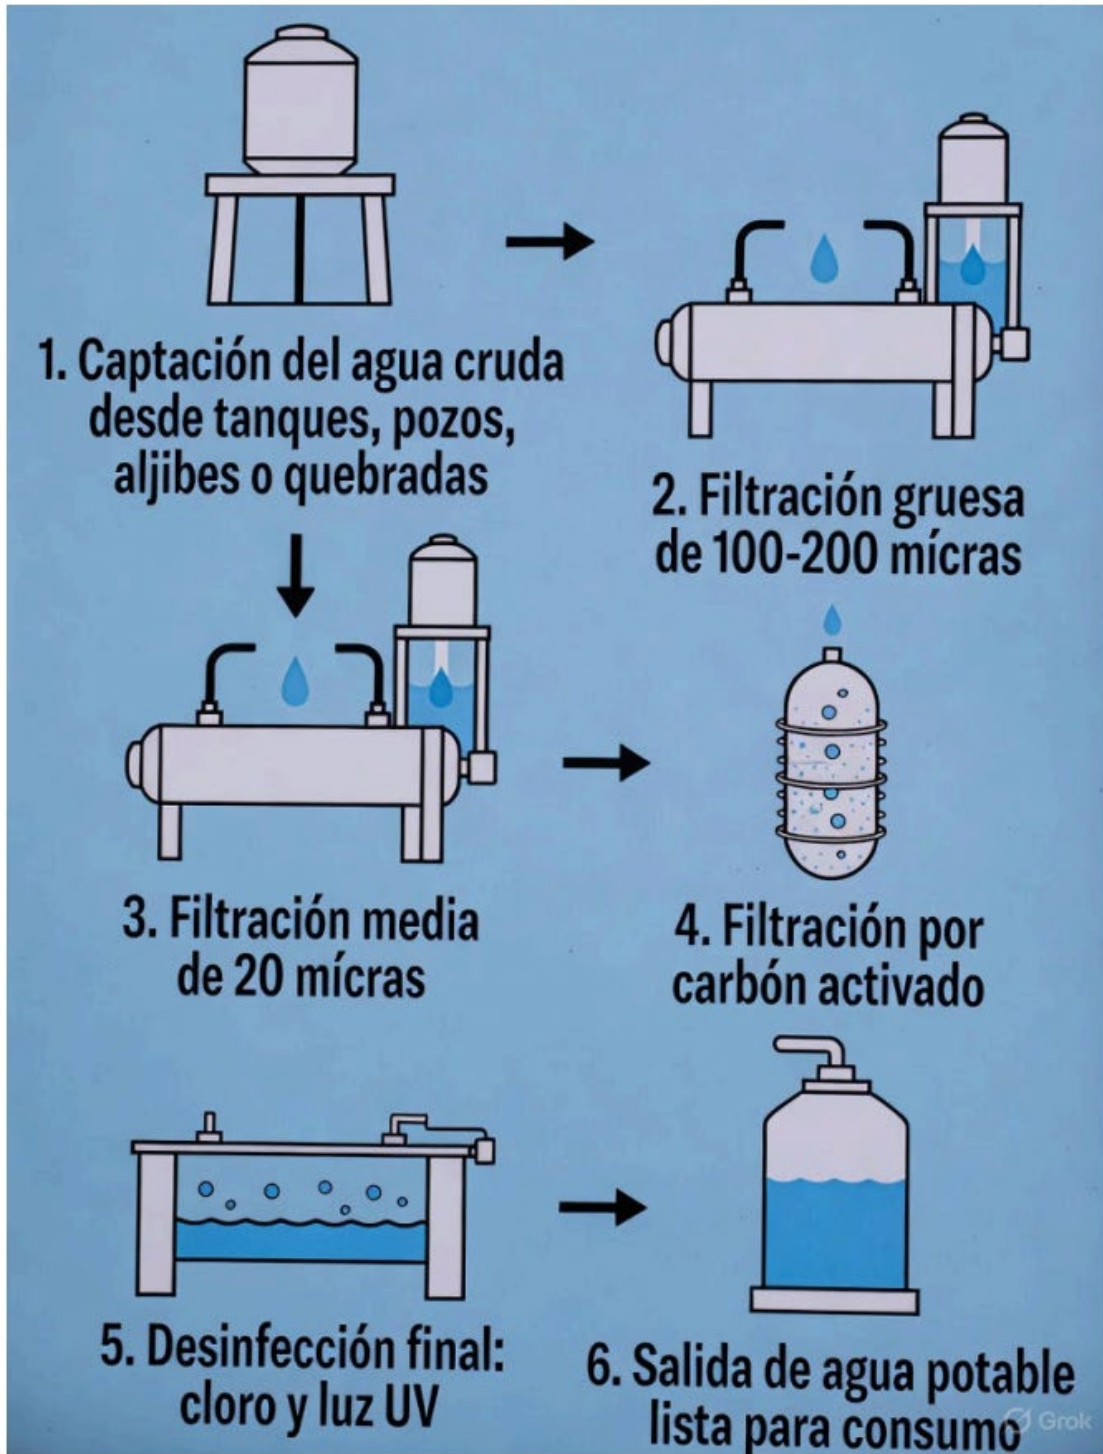 1. Captación del agua cruda
desde tanques, pozos,
aljibes o quebradas
2. Filtración gruesa
de 100-200 mícras
3. Filtración media
de 20 mícras
4. Filtración por
carbón activado
5. Desinfección final:
cloro y luz UV
6. Salida de agua potable
lista para consumo
Grok